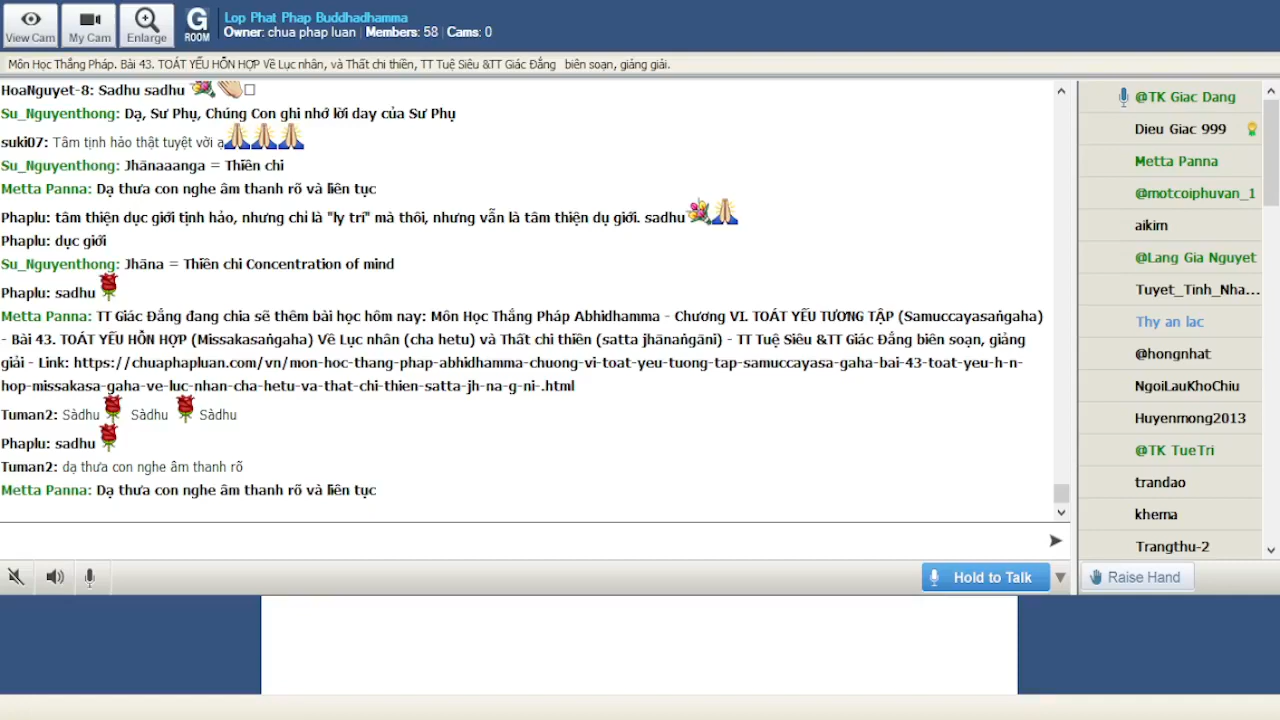 View Cam
My Cam
Enlarge
G
ROOM
Lop Phat Phap Buddhadhamma
Owner: chua phap luan | Members: 58 | Cams: 0
Môn Học Thắng Pháp. Bài 43. TOÁT YẾU HỖN HỢP Về Lục nhân, và Thất chi thiền, TT Tuệ Siêu &TT Giác Đẳng  biên soạn, giảng giải.
HoaNguyet-8: Sadhu sadhu
Su_Nguyenthong: Dạ, Sư Phụ, Chúng Con ghi nhớ lời day của Sư Phụ
suki07: Tâm tịnh hảo thật tuyệt vời ạ
Su_Nguyenthong: Jhānaaanga = Thiền chi
Metta Panna: Dạ thưa con nghe âm thanh rõ và liên tục
Phaplu: tâm thiện dục giới tịnh hảo, nhưng chỉ là "ly trí" mà thôi, nhưng vẫn là tâm thiện dụ giới. sadhu
Phaplu: dục giới
Su_Nguyenthong: Jhāna = Thiền chi Concentration of mind
Phaplu: sadhu
Metta Panna: TT Giác Đẳng đang chia sẽ thêm bài học hôm nay: Môn Học Thắng Pháp Abhidhamma - Chương VI. TOÁT YẾU TƯƠNG TẬP (Samuccayasaṅgaha)
- Bài 43. TOÁT YẾU HỖN HỢP (Missakasaṅgaha) Về Lục nhân (cha hetu) và Thất chi thiền (satta jhānaṅgāni) - TT Tuệ Siêu &TT Giác Đẳng biên soạn, giảng
giải - Link: https://chuaphapluan.com/vn/mon-hoc-thang-phap-abhidhamma-chuong-vi-toat-yeu-tuong-tap-samuccayasa-gaha-bai-43-toat-yeu-h-n-
hop-missakasa-gaha-ve-luc-nhan-cha-hetu-va-that-chi-thien-satta-jh-na-g-ni-.html
Tuman2: Sàdhu Sàdhu Sàdhu
Phaplu: sadhu
Tuman2: dạ thưa con nghe âm thanh rõ
Metta Panna: Dạ thưa con nghe âm thanh rõ và liên tục
@TK Giac Dang
Dieu Giac 999
Metta Panna
@motcoiphuvan_1
aikim
@Lang Gia Nguyet
Tuyet_Tinh_Nha...
Thy an lac
@hongnhat
NgoiLauKhoChiu
Huyenmong2013
@TK TueTri
trandao
khema
Trangthu-2
Hold to Talk
Raise Hand